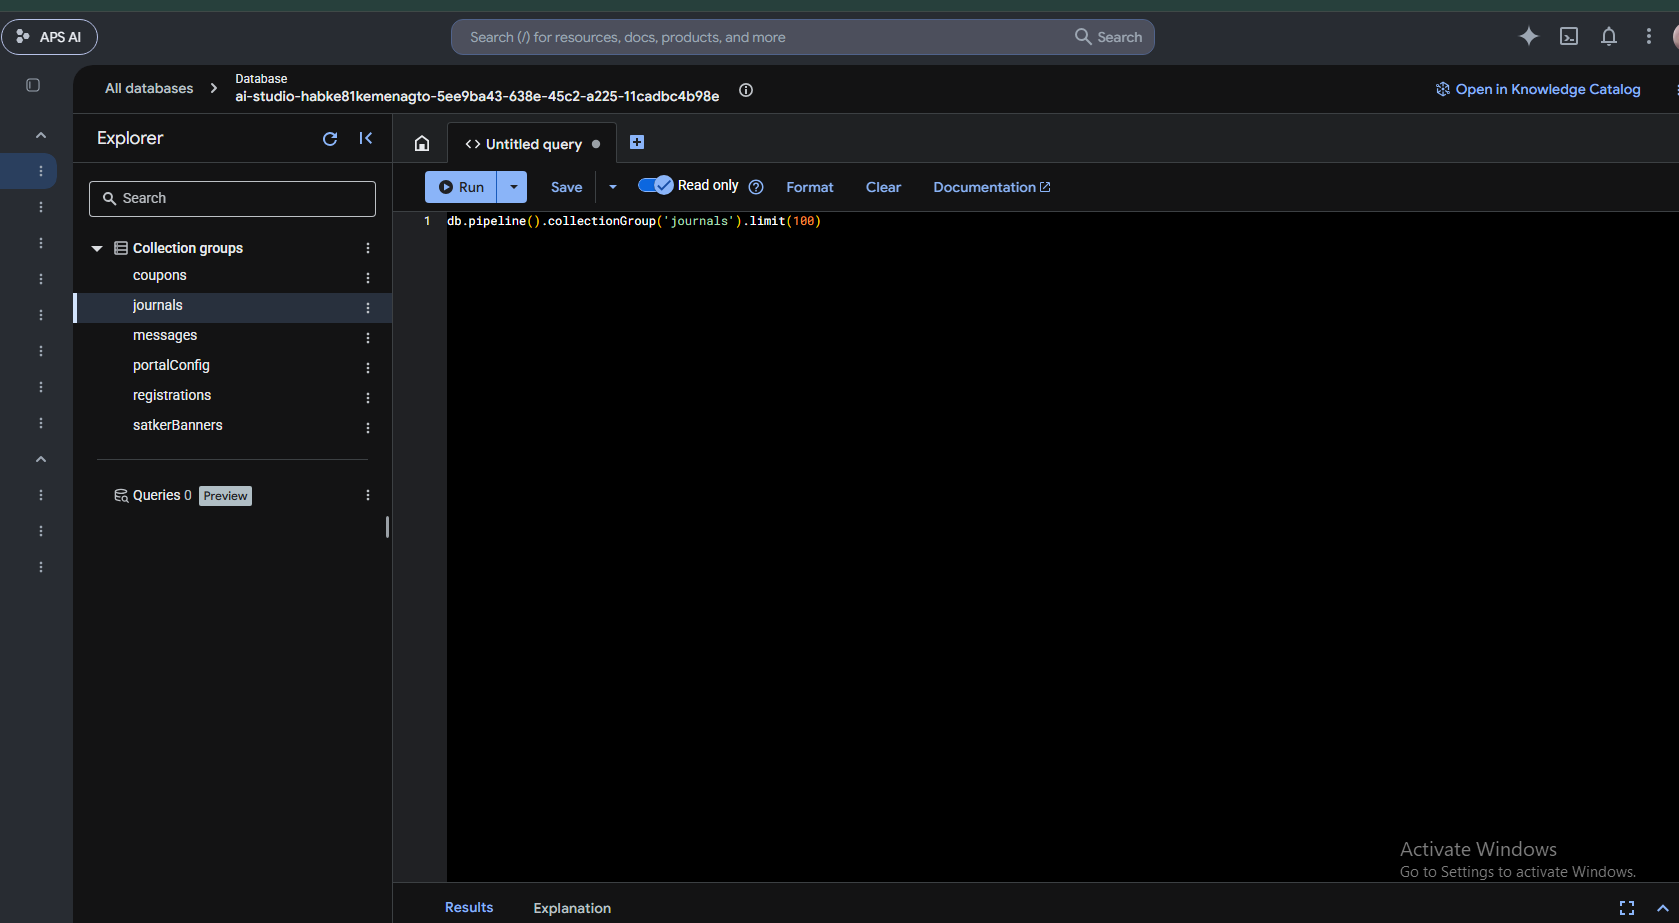 APS AI
Search (/) for resources, docs, products, and more
Search
All databases
Database
ai-studio-habke81kemenagto-5ee9ba43-638e-45c2-a225-11cadbc4b98e
Open in Knowledge Catalog
Explorer
Search
Collection groups
coupons
journals
messages
portalConfig
registrations
satkerBanners
Queries 0 Preview
<> Untitled query
Run
Save
Read only
Format
Clear
Documentation
1 db.pipeline().collectionGroup('journals').limit(100)
Activate Windows
Go to Settings to activate Windows.
Results
Explanation